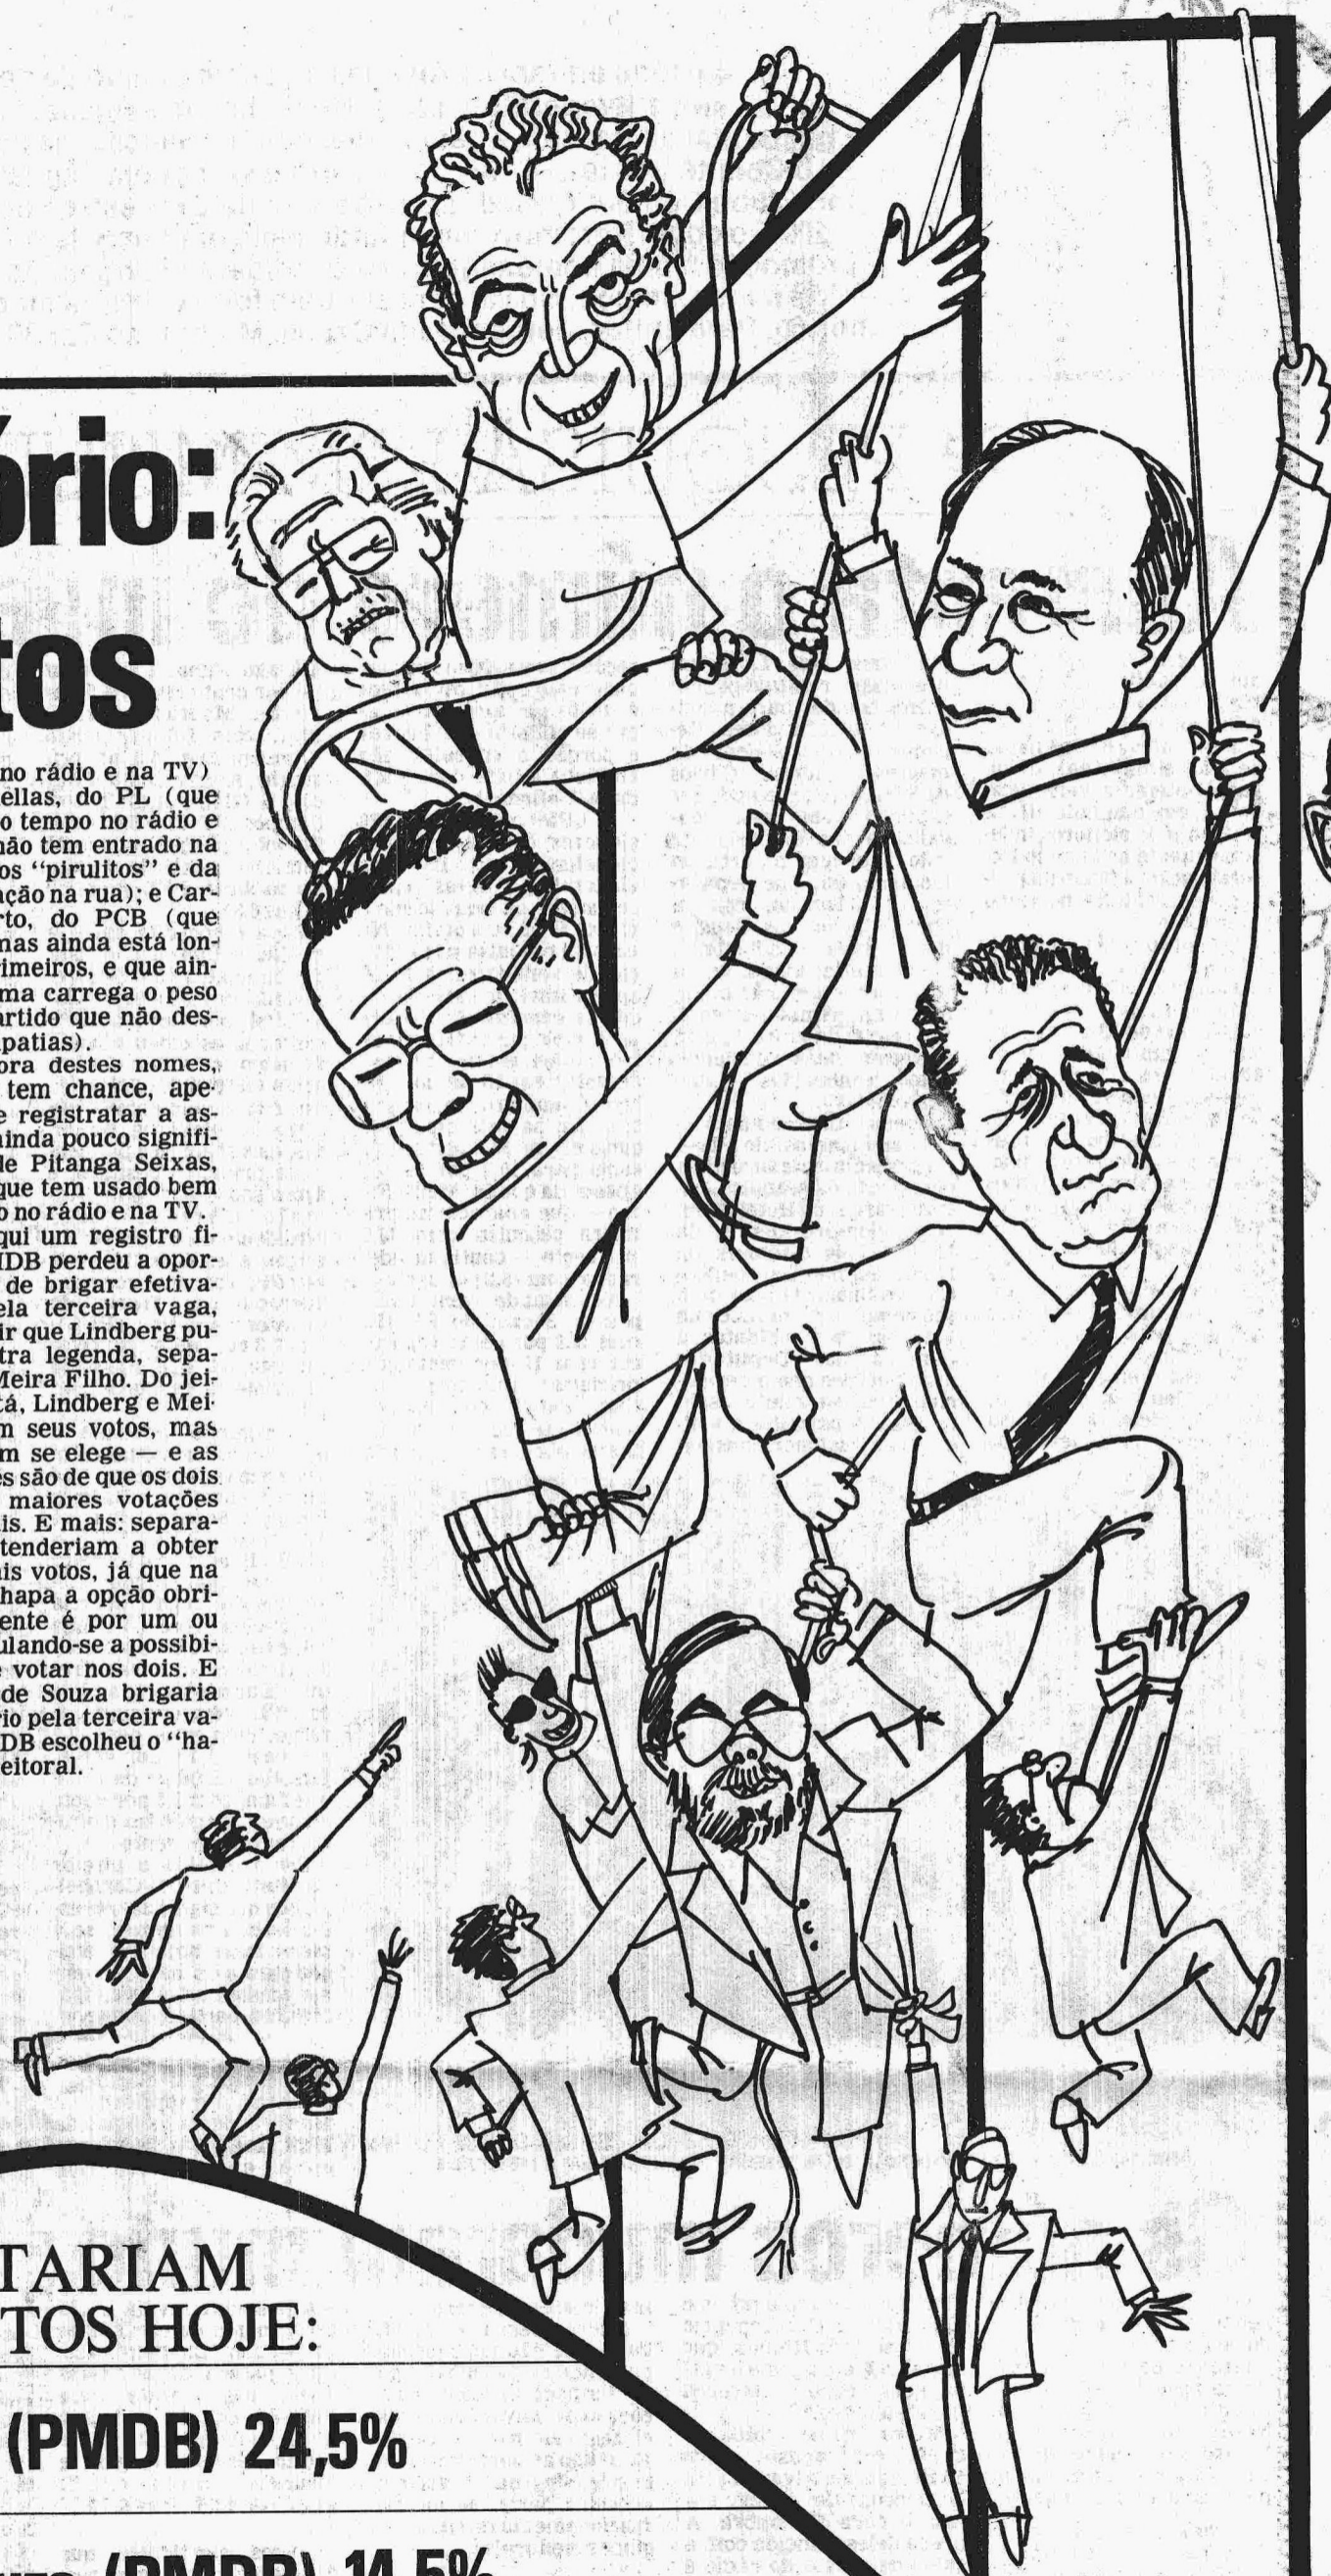 ório:
tos
no rádio e na TV)
ellas, do PL (que
o tempo no rádio e
não tem entrado na
os “pirulitos” e da
ação na rua); e Car-
rto, do PCB (que
mas ainda está lon-
rimeiros, e que ain-
ma carrega o peso
artido que não des-
patias).
ora destes nomes,
tem chance, ape-
e registratar a as-
ainda pouco signifi-
de Pitanga Seixas,
que tem usado bem
o no rádio e na TV.
qui um registro fi-
IDB perdeu a opor-
de brigar efetiva-
ela terceira vaga,
ir que Lindberg pu-
tra legenda, sepa-
Meira Filho. Do jei-
tá, Lindberg e Mei-
m seus votos, mas
m se elege — e as
es são de que os dois
maiores votações
is. E mais: separa-
tenderiam a obter
is votos, já que na
hapa a opção obri-
ente é por um ou
ulando-se a possibi-
votar nos dois. E
de Souza brigaria
rio pela terceira va-
DB escolheu o “ha-
eitoral.
TARIAM
TOS HOJE:
(PMDB) 24,5%
(PMDB) 14,5%